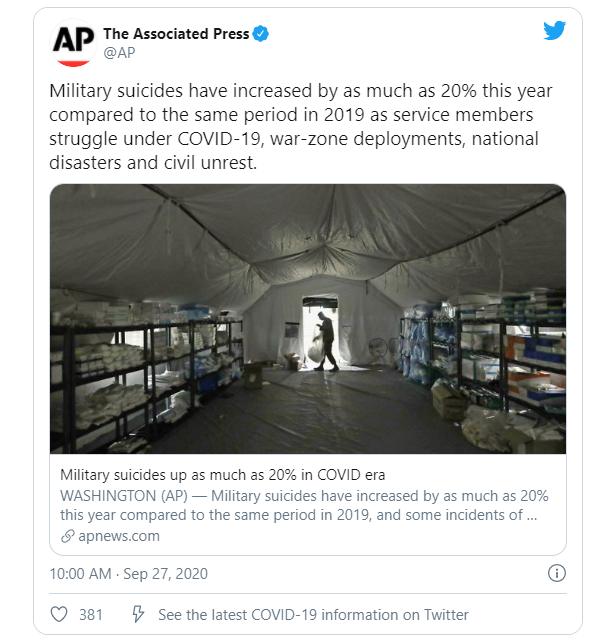 AP
The Associated Press
@AP
Military suicides have increased by as much as 20% this year
compared to the same period in 2019 as service members
struggle under COVID-19, war-zone deployments, national
disasters and civil unrest.
Military suicides up as much as 20% in COVID era
WASHINGTON (AP) — Military suicides have increased by as much as 20%
this year compared to the same period in 2019, and some incidents of ...
apnews.com
10:00 AM · Sep 27, 2020
381 See the latest COVID-19 information on Twitter